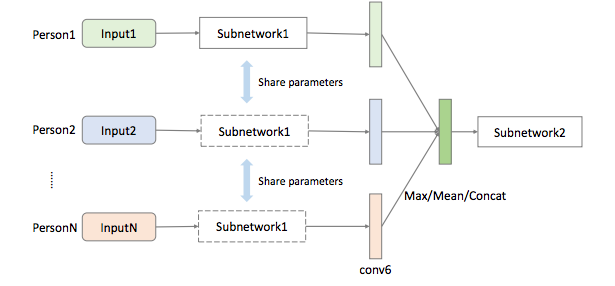 Person1 Input1 Subnetwork1
Share parameters
Person2 Input2 Subnetwork1 Subnetwork2
Share parameters
Max/Mean/Concat
PersonN InputN Subnetwork1
conv6